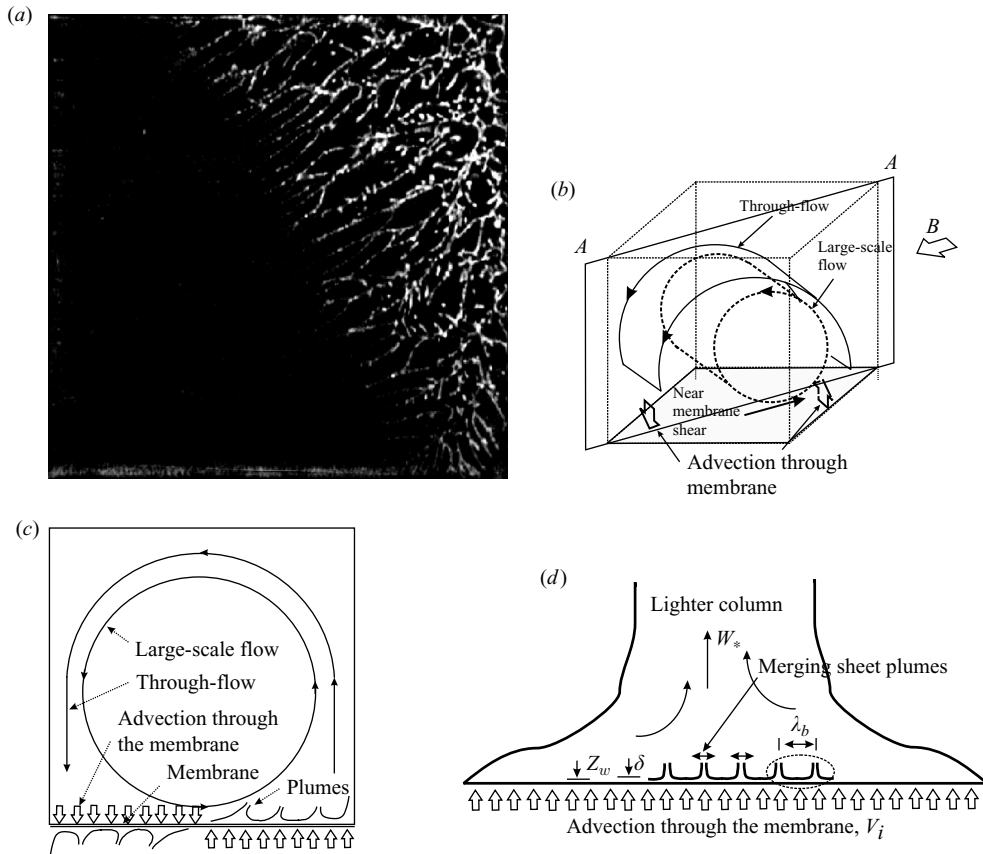 (a)
(b)
A
Through-flow
A
B
Large-scale
flow
Near
membrane
shear
Advection through
membrane
(c)
Large-scale flow
Through-flow
Advection through
the membrane
Membrane
Plumes
(d)
Lighter column
W*
Merging sheet plumes
λb
Zw
δ
Advection through the membrane, Vi